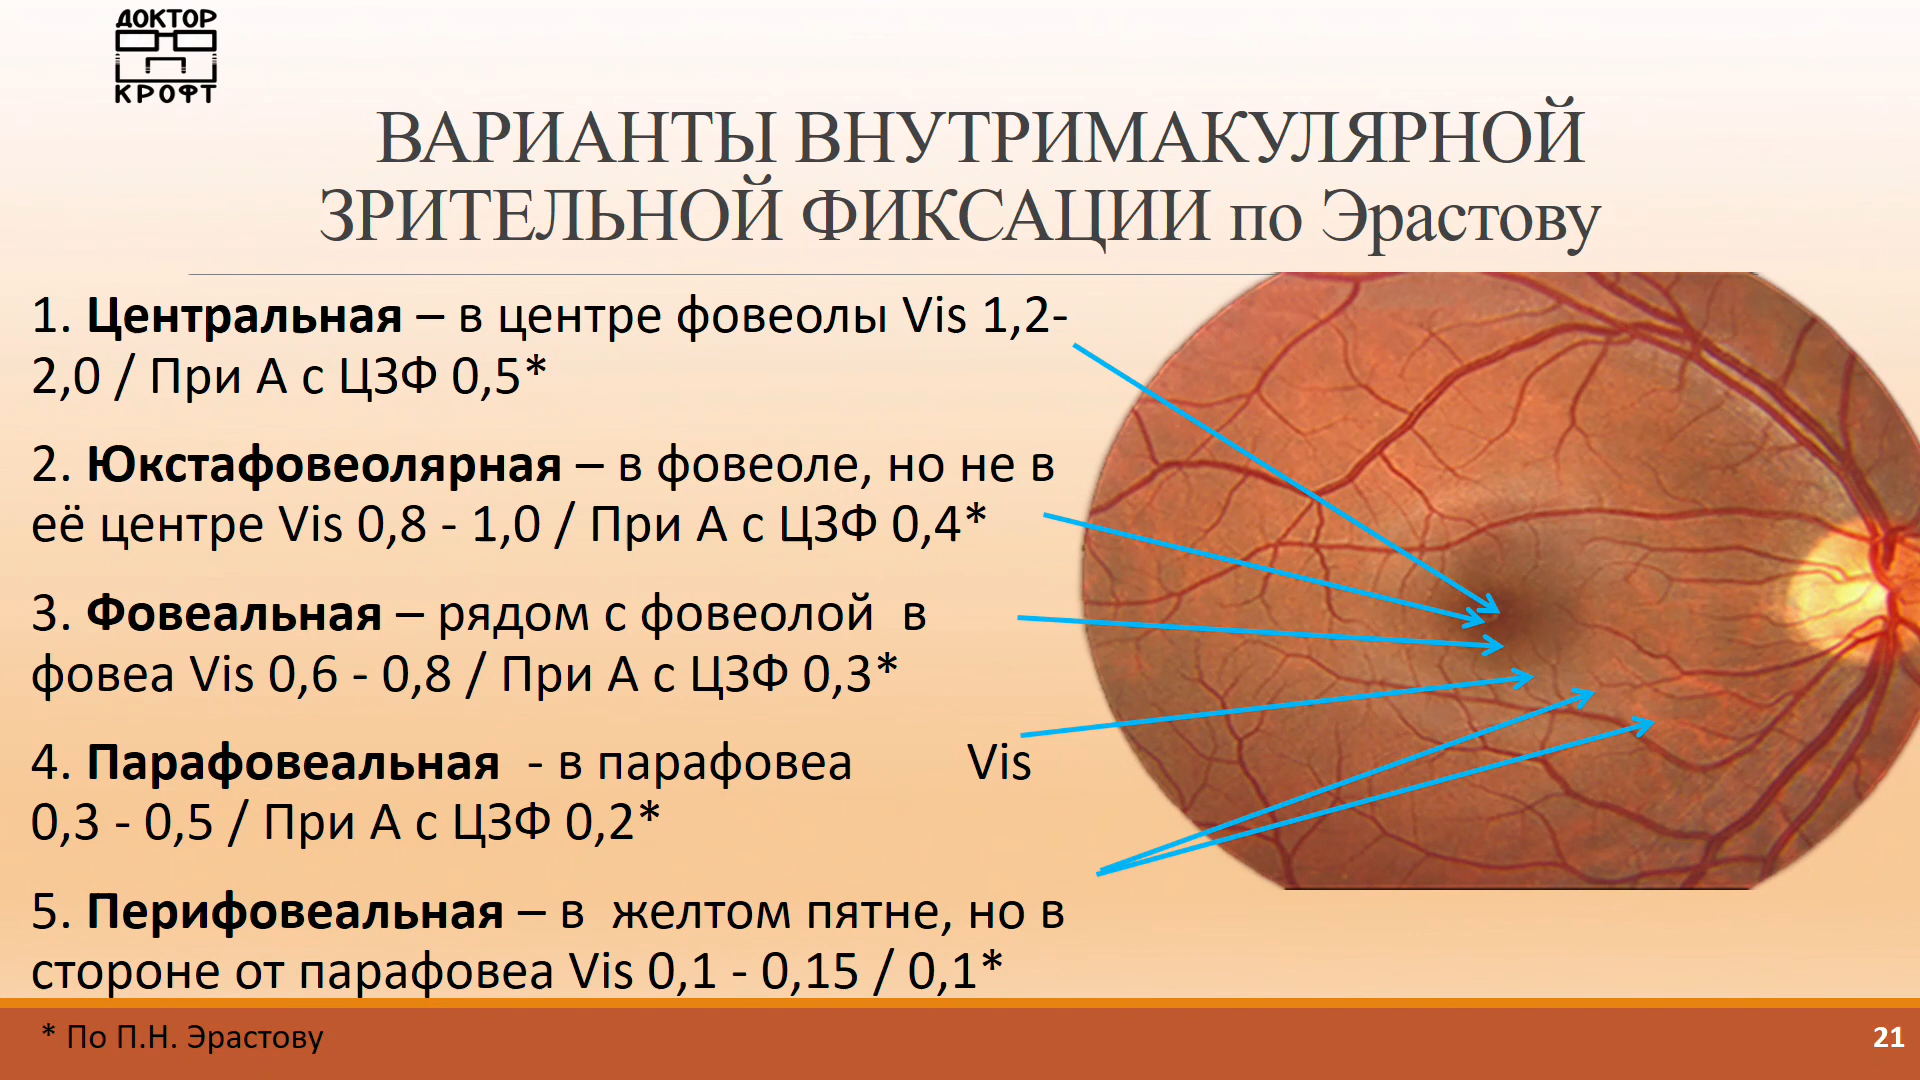 ДОКТОР
КРОФТ
ВАРИАНТЫ ВНУТРИМАКУЛЯРНОЙ
ЗРИТЕЛЬНОЙ ФИКСАЦИИ по Эрастову
1. Центральная – в центре фовеолы Vis 1,2-
2,0 / При А с ЦЗФ 0,5*
2. Юкстафовеолярная – в фовеоле, но не в
её центре Vis 0,8 - 1,0 / При А с ЦЗФ 0,4*
3. Фовеальная – рядом с фовеолой в
фовеа Vis 0,6 - 0,8 / При А с ЦЗФ 0,3*
4. Парафовеальная - в парафовеа Vis
0,3 - 0,5 / При А с ЦЗФ 0,2*
5. Перифовеальная – в желтом пятне, но в
стороне от парафовеа Vis 0,1 - 0,15 / 0,1*
* По П.Н. Эрастову
21